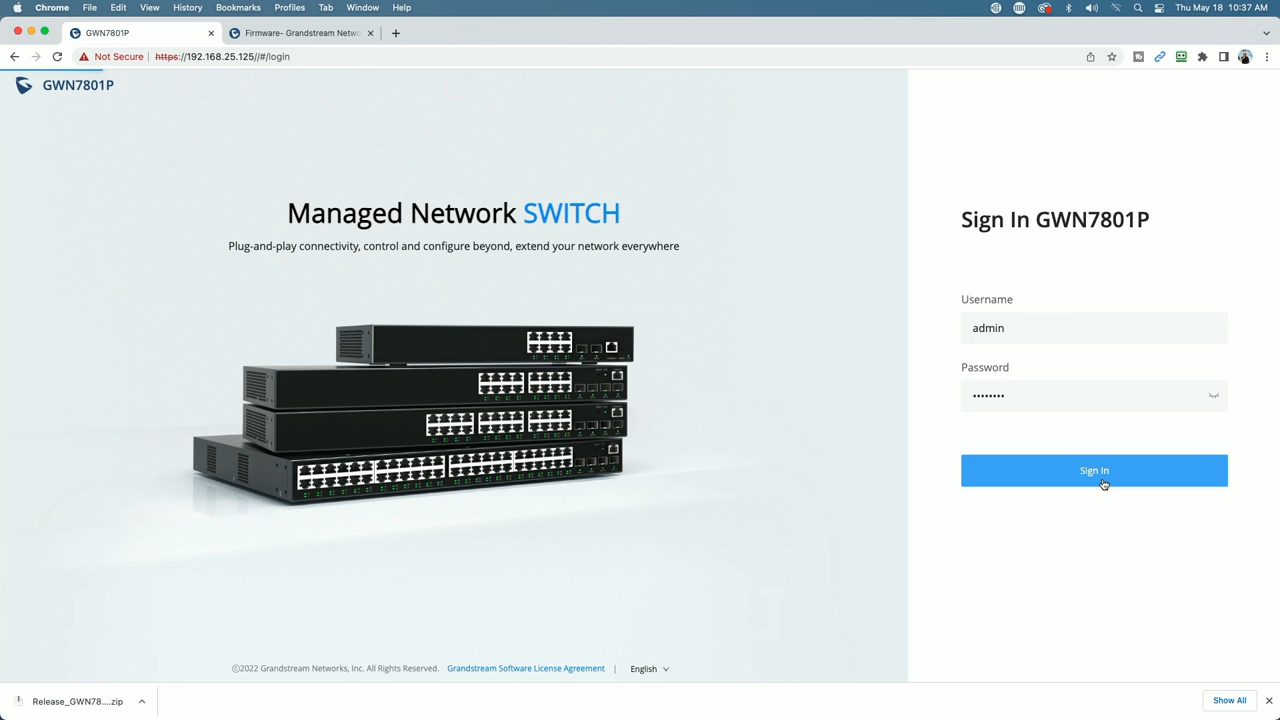 Chrome File Edit View History Bookmarks Profiles Tab Window Help Thu May 18 10:37 AM
GWN7801P Firmware- Grandstream Netwo
Not Secure https://192.168.25.125//#/login
GWN7801P
Managed Network SWITCH
Plug-and-play connectivity, control and configure beyond, extend your network everywhere
Sign In GWN7801P
Username
admin
Password
••••••••
Sign In
©2022 Grandstream Networks, Inc. All Rights Reserved. Grandstream Software License Agreement | English
Release_GWN78....zip
Show All